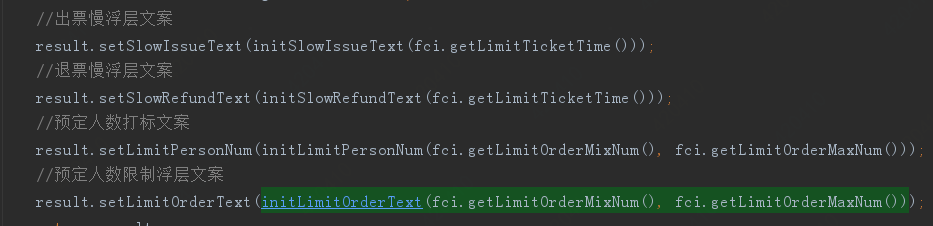 //出票慢浮层文案
result.setSlowIssueText(initSlowIssueText(fci.getLimitTicketTime()));
//退票慢浮层文案
result.setSlowRefundText(initSlowRefundText(fci.getLimitTicketTime()));
//预定人数打标文案
result.setLimitPersonNum(initLimitPersonNum(fci.getLimitOrderMixNum(), fci.getLimitOrderMaxNum()));
//预定人数限制浮层文案
result.setLimitOrderText(initLimitOrderText(fci.getLimitOrderMixNum(), fci.getLimitOrderMaxNum()));